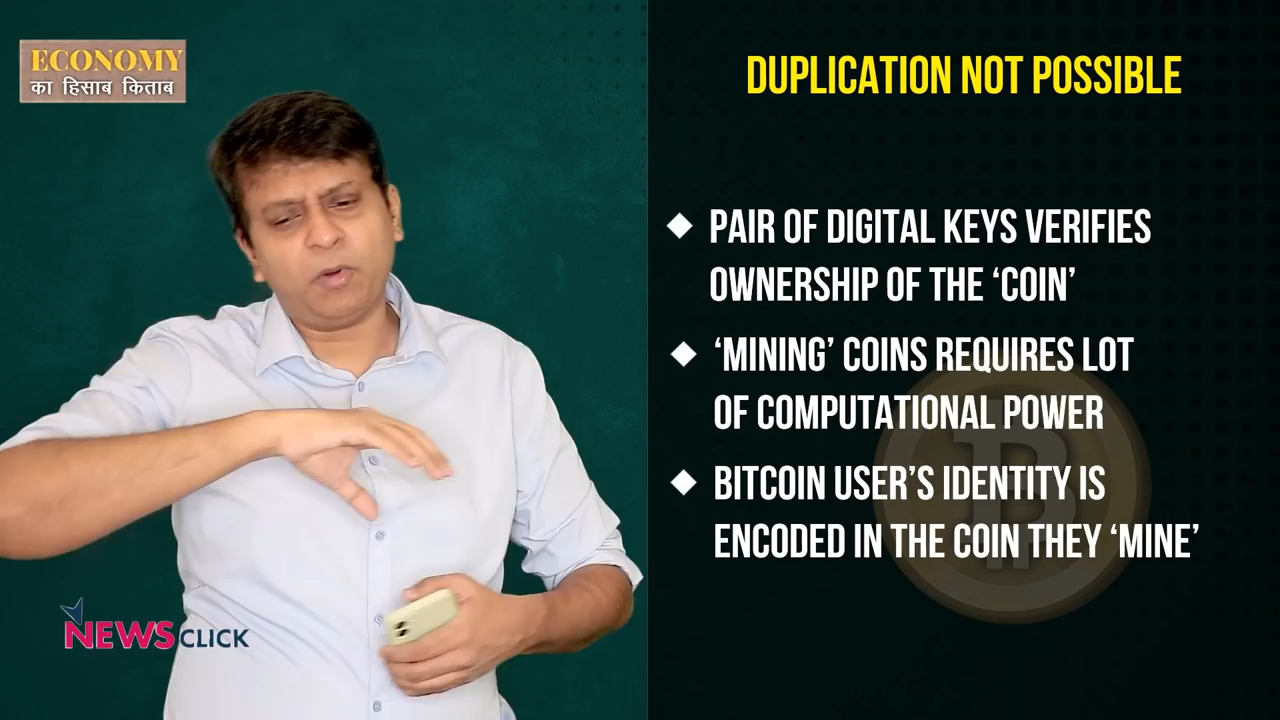 ECONOMY
का हिसाब किताब
DUPLICATION NOT POSSIBLE
PAIR OF DIGITAL KEYS VERIFIES
OWNERSHIP OF THE ‘COIN’
‘MINING’ COINS REQUIRES LOT
OF COMPUTATIONAL POWER
BITCOIN USER’S IDENTITY IS
ENCODED IN THE COIN THEY ‘MINE’
NEWSCLICK